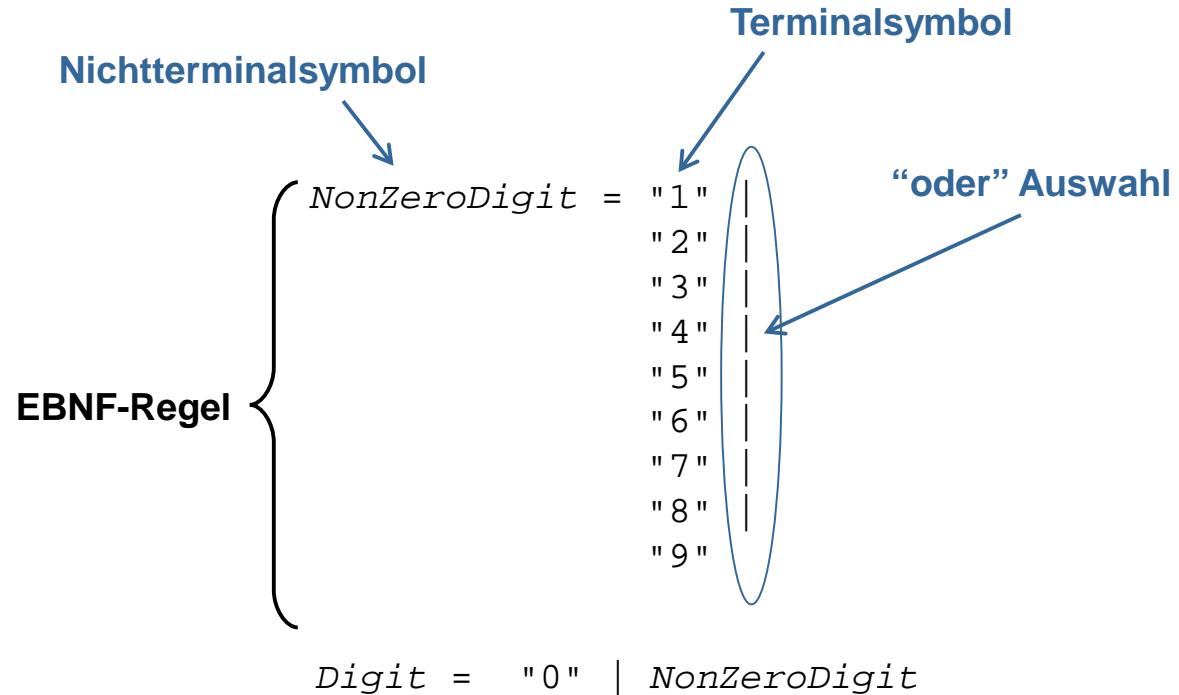 Terminalsymbol
Nichtterminalsymbol
“oder” Auswahl
NonZeroDigit = "1" |
"2" |
"3" |
"4" |
"5" |
"6" |
"7" |
"8" |
"9"
EBNF-Regel
Digit = "0" | NonZeroDigit